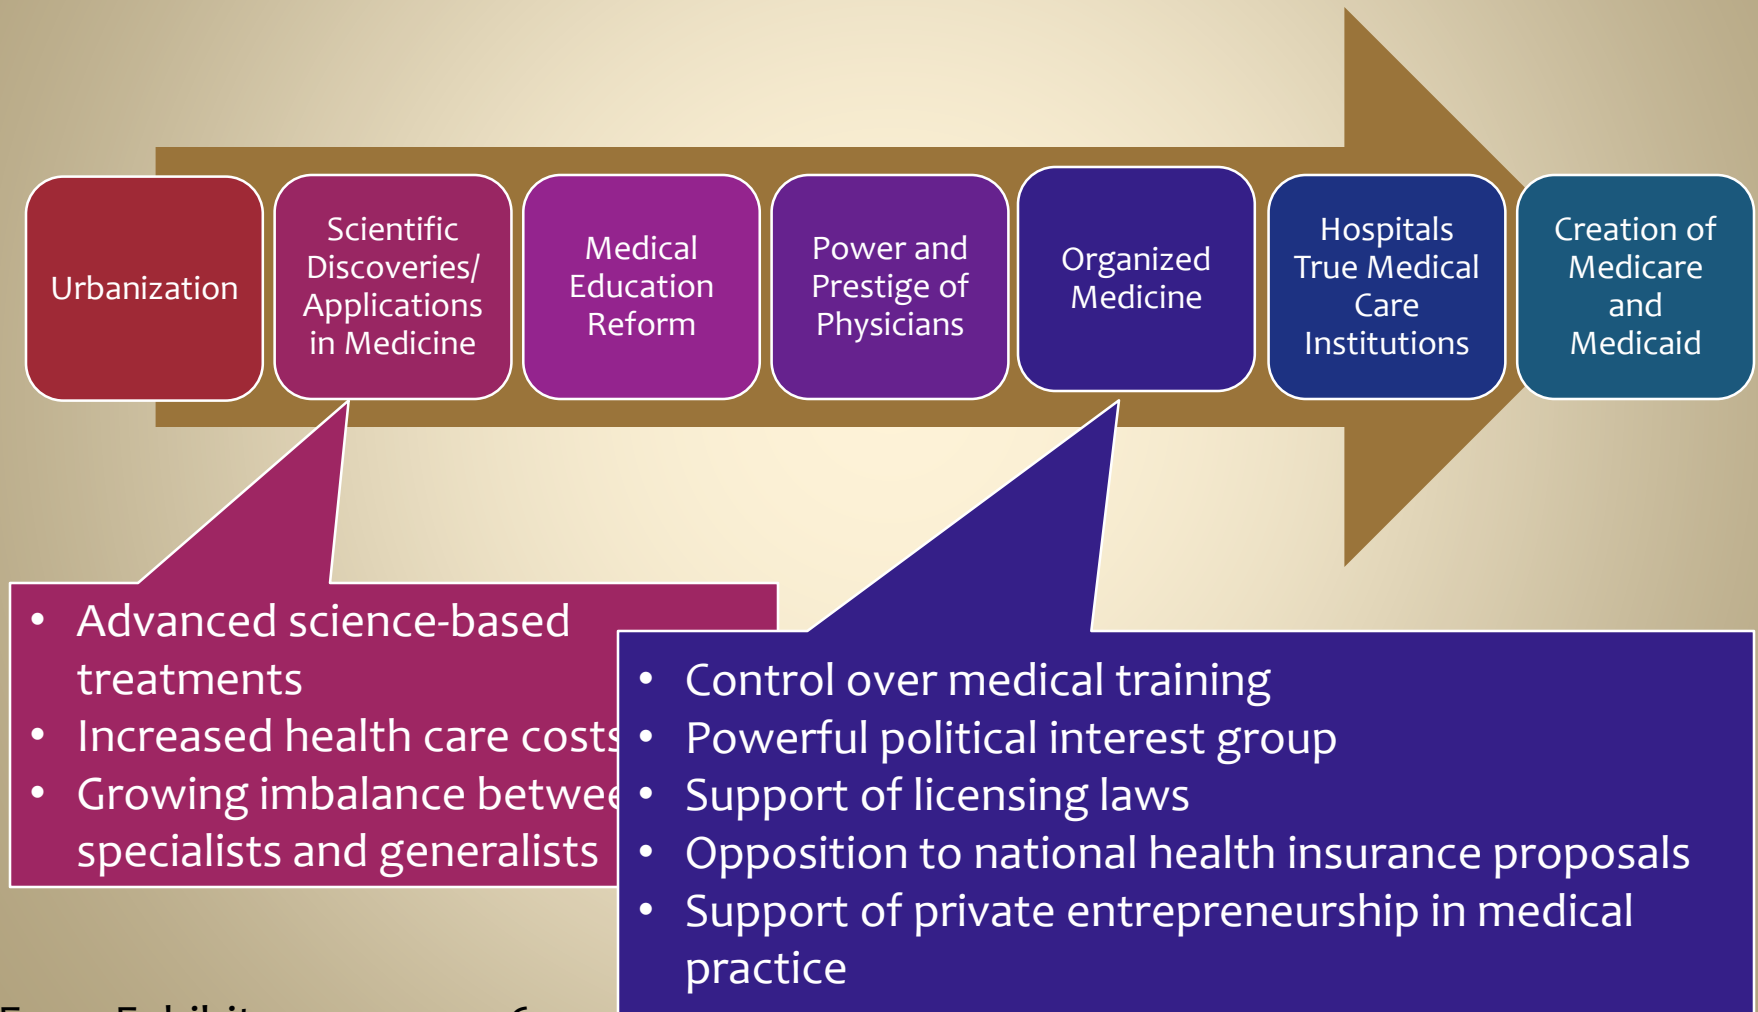 Urbanization
Scientific
Discoveries/
Applications
in Medicine
Medical
Education
Reform
Power and
Prestige of
Physicians
Organized
Medicine
Hospitals
True Medical
Care
Institutions
Creation of
Medicare
and
Medicaid
• Advanced science-based
treatments
• Increased health care costs
• Growing imbalance
specialists and generalists
• Control over medical training
• Powerful political interest group
• Support of licensing laws
• Opposition to national health insurance proposals
• Support of private entrepreneurship in medical
practice